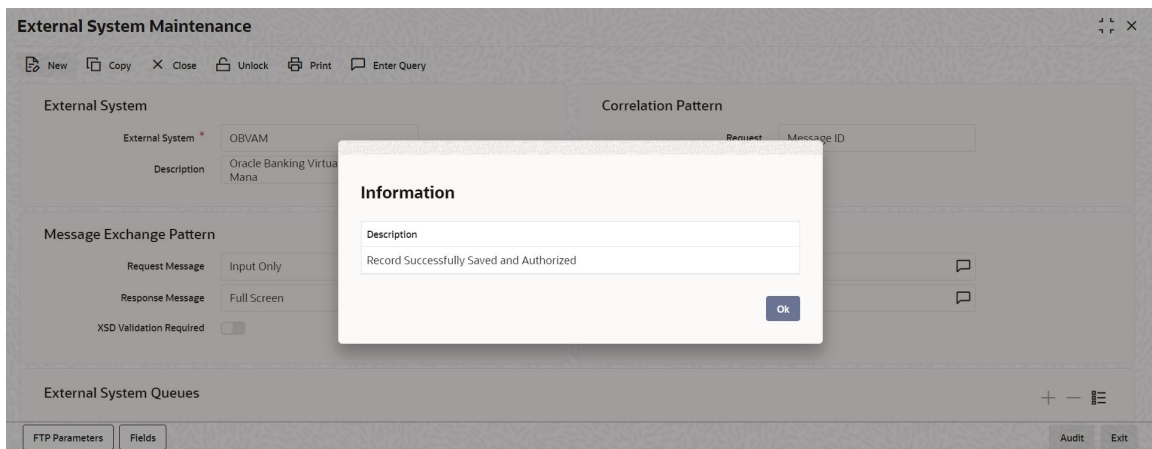 External System Maintenance
New Copy Close Unlock Print Enter Query
External System
External System * OBVAM
Description Oracle Banking Virtua
Mana
Correlation Pattern
Request Message ID
Message Exchange Pattern
Request Message Input Only
Response Message Full Screen
XSD Validation Required
Information
Description
Record Successfully Saved and Authorized
Ok
External System Queues
FTP Parameters Fields Audit Exit